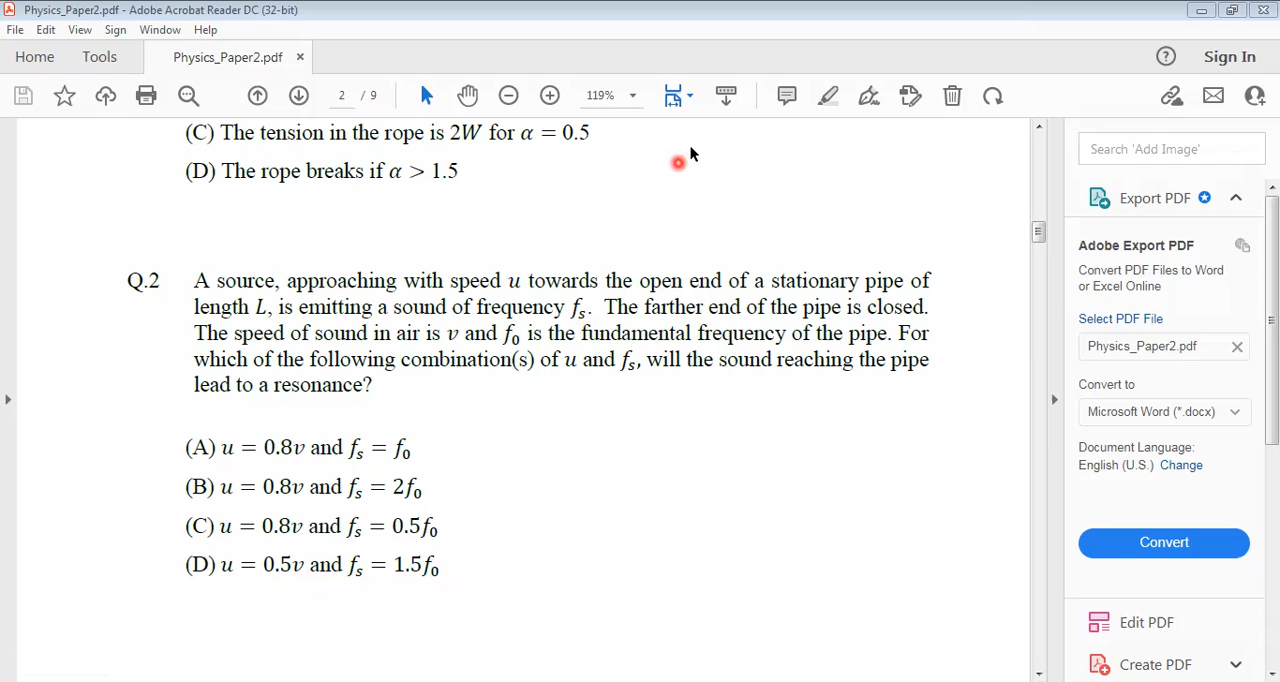 Physics_Paper2.pdf - Adobe Acrobat Reader DC (32-bit)
File Edit View Sign Window Help
Home Tools Physics_Paper2.pdf × Sign In
2 / 9 119%
(C) The tension in the rope is 2W for α = 0.5
(D) The rope breaks if α > 1.5
Q.2 A source, approaching with speed u towards the open end of a stationary pipe of
length L, is emitting a sound of frequency fₛ. The farther end of the pipe is closed.
The speed of sound in air is v and f₀ is the fundamental frequency of the pipe. For
which of the following combination(s) of u and fₛ, will the sound reaching the pipe
lead to a resonance?
(A) u = 0.8v and fₛ = f₀
(B) u = 0.8v and fₛ = 2f₀
(C) u = 0.8v and fₛ = 0.5f₀
(D) u = 0.5v and fₛ = 1.5f₀
Search 'Add Image'
Export PDF
Adobe Export PDF
Convert PDF Files to Word
or Excel Online
Select PDF File
Physics_Paper2.pdf
Convert to
Microsoft Word (*.docx)
Document Language:
English (U.S.) Change
Convert
Edit PDF
Create PDF